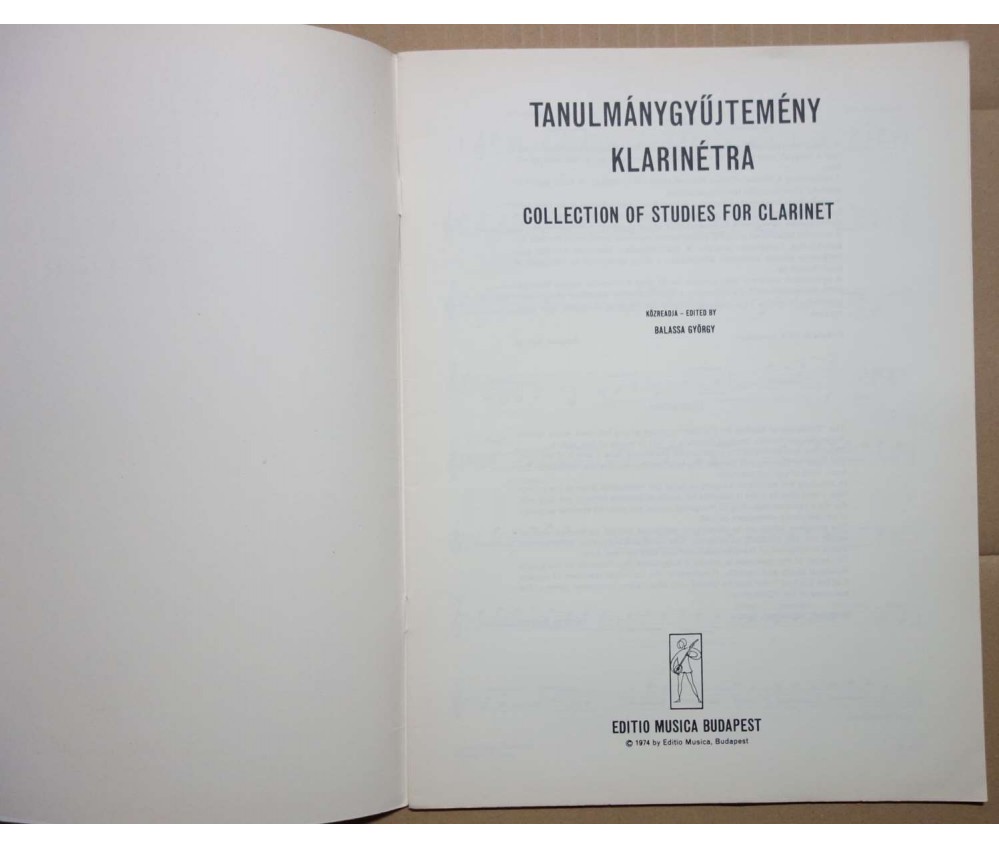 TANULMÁNYGYŰJTEMÉNY
KLARINÉTRA
COLLECTION OF STUDIES FOR CLARINET
KÖZREADJA - EDITED BY
BALASSA GYÖRGY
EDITIO MUSICA BUDAPEST
© 1974 by Editio Musica, Budapest